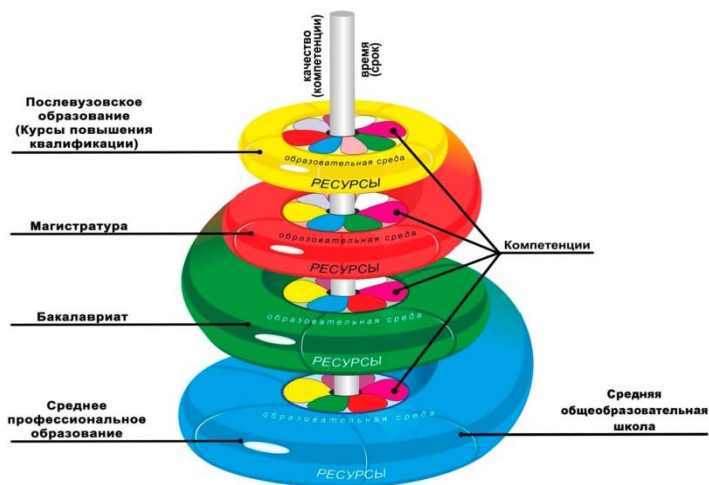 качество
(компетенции)
время
(срок)
Послевузовское
образование
(Курсы повышения
квалификации)
образовательная среда
РЕСУРСЫ
Магистратура
образовательная среда
РЕСУРСЫ
Компетенции
Бакалавриат
образовательная среда
РЕСУРСЫ
Среднее
профессиональное
образование
образовательная среда
РЕСУРСЫ
Средняя
общеобразовательная
школа